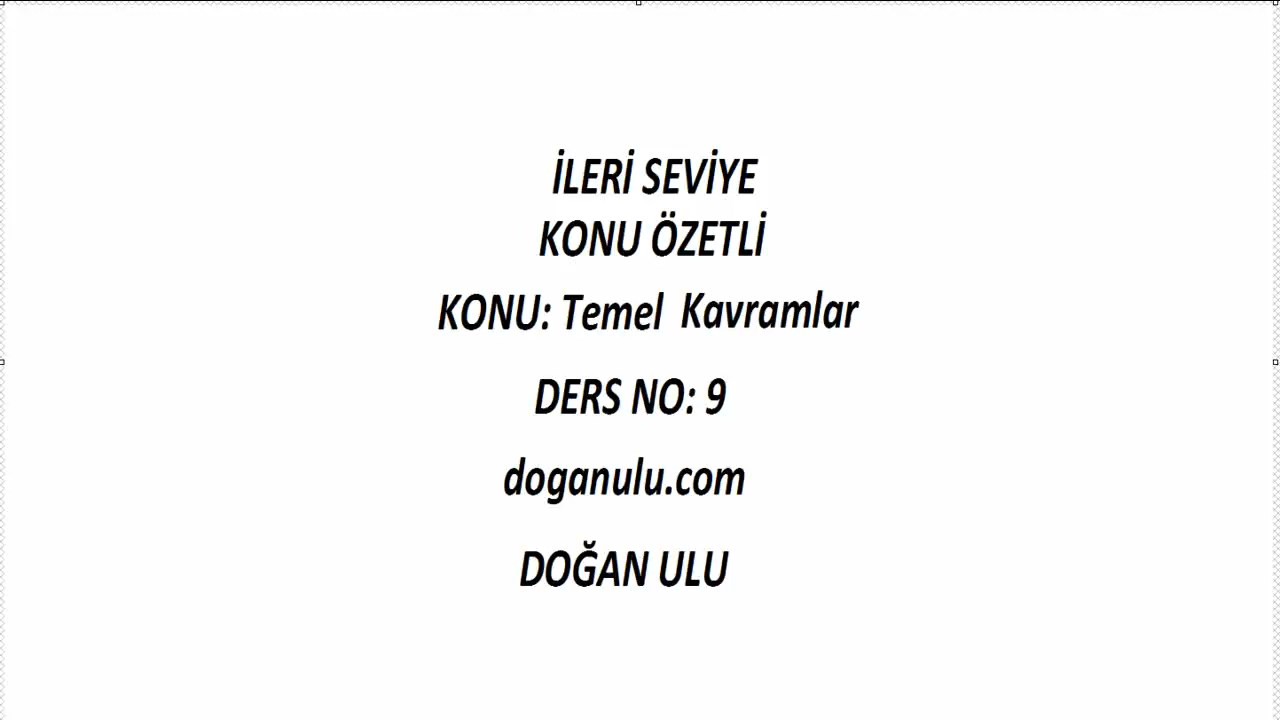 İLERİ SEVİYE
KONU ÖZETLİ
KONU: Temel Kavramlar
DERS NO: 9
doganulu.com
DOĞAN ULU